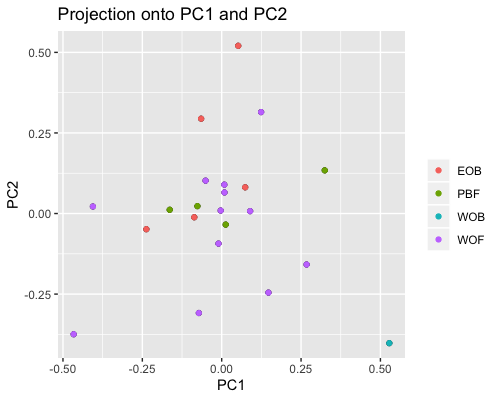 Projection onto PC1 and PC2
0.50
0.25
0.00
-0.25
-0.50
-0.25
0.00
0.25
0.50
PC1
PC2
EOB
PBF
WOB
WOF